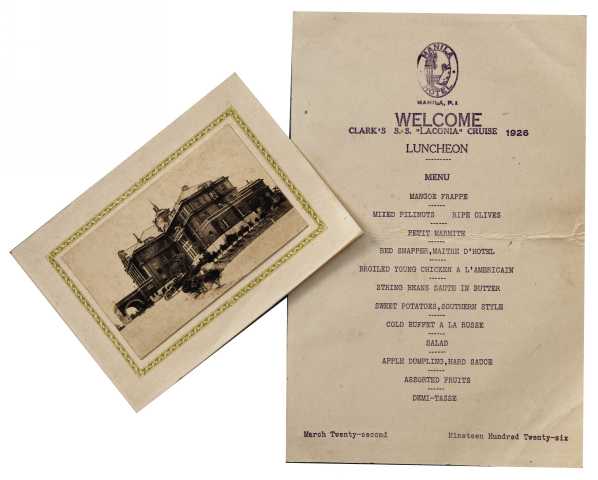 MANILA
HOTEL
MANILA, P.I.
WELCOME
CLARK'S S.S. "LACONIA" CRUISE 1926
LUNCHEON
MENU
MANGOE FRAPPE
MIXED PILINUTS RIPE OLIVES
PETIT MARMITE
RED SNAPPER,MAITRE D'HOTEL
BROILED YOUNG CHICKEN A L'AMERICAIN
STRING BEANS SAUTE IN BUTTER
SWEET POTATOES,SOUTHERN STYLE
COLD BUFFET A LA RUSSE
SALAD
APPLE DUMPLING,HARD SAUCE
ASSORTED FRUITS
DEMI-TASSE
March Twenty-second Nineteen Hundred Twenty-six